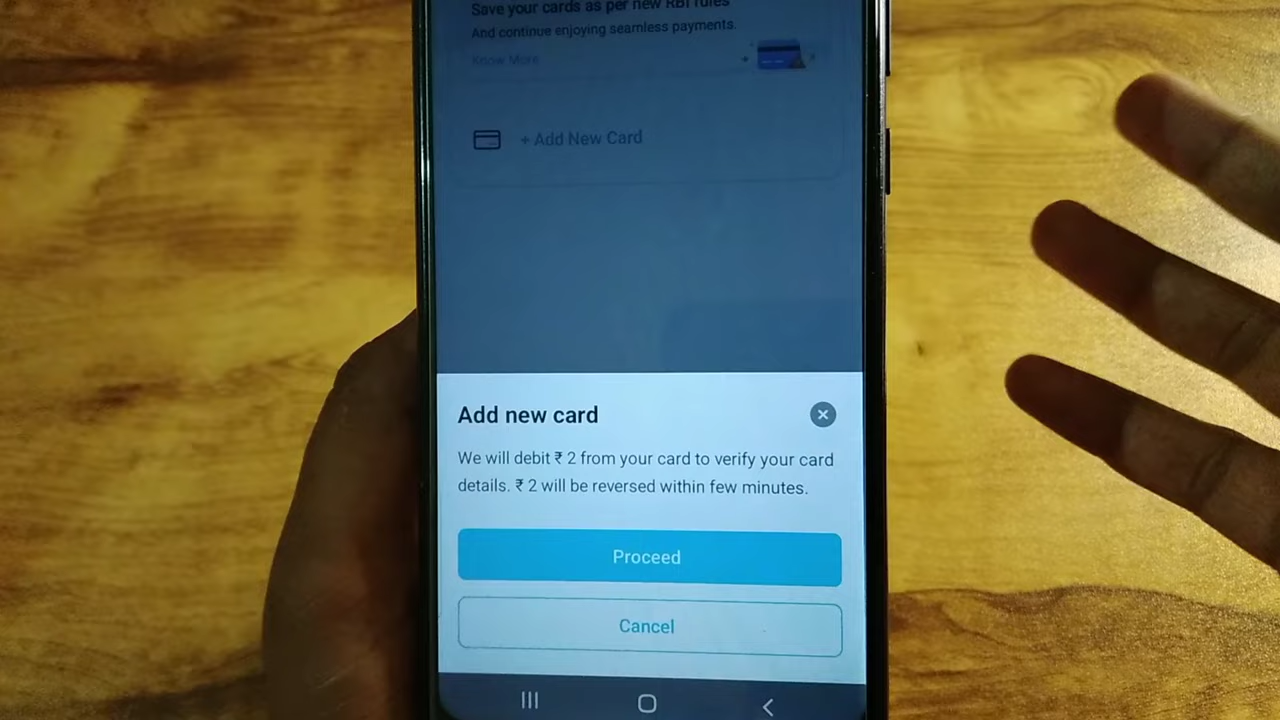 Save your cards as per new RBI rules
And continue enjoying seamless payments.
Know More
+ Add New Card
Add new card
We will debit ₹ 2 from your card to verify your card
details. ₹ 2 will be reversed within few minutes.
Proceed
Cancel